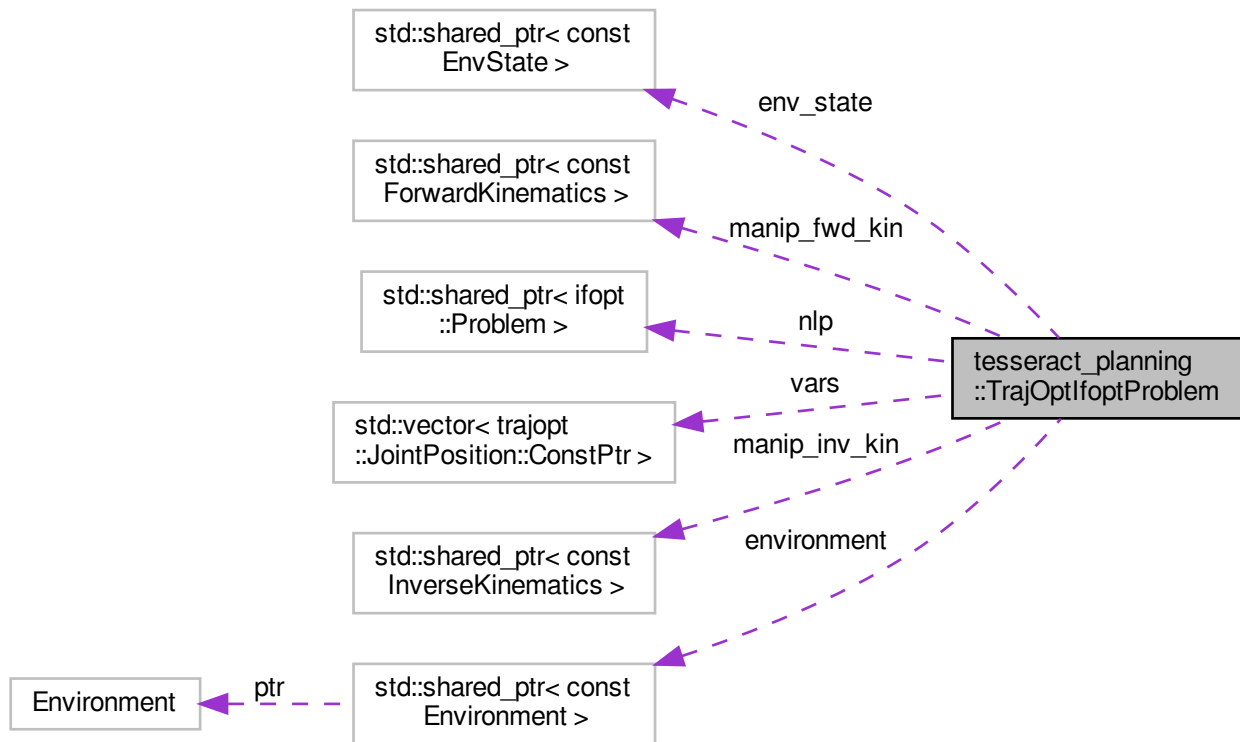 std::shared_ptr< const
EnvState >
env_state
std::shared_ptr< const
ForwardKinematics >
manip_fwd_kin
std::shared_ptr< ifopt
::Problem >
nlp
tesseract_planning
::TrajOptIfoptProblem
vars
std::vector< trajopt
::JointPosition::ConstPtr >
manip_inv_kin
std::shared_ptr< const
InverseKinematics >
environment
Environment
ptr
std::shared_ptr< const
Environment >